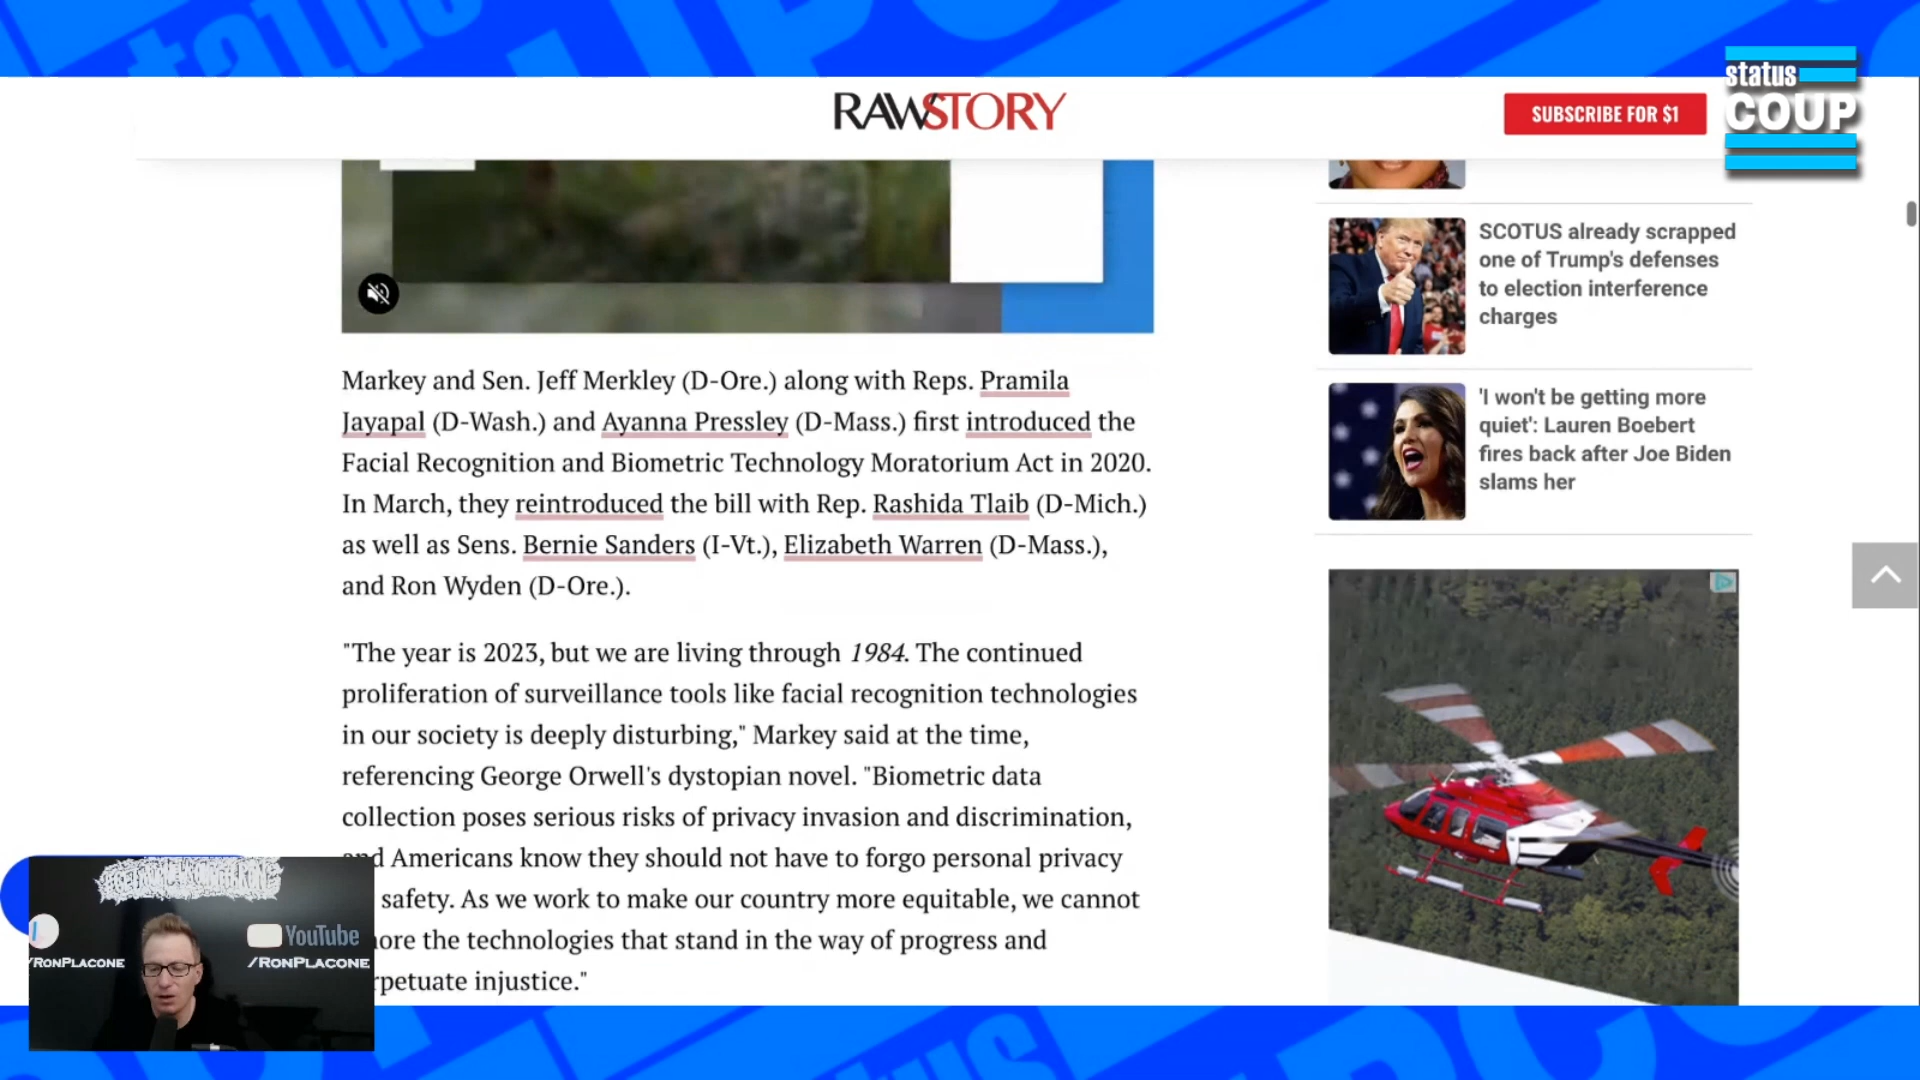 status
COUP
RAWSTORY
SUBSCRIBE FOR $1
SCOTUS already scrapped
one of Trump's defenses
to election interference
charges
'I won't be getting more
quiet': Lauren Boebert
fires back after Joe Biden
slams her
Markey and Sen. Jeff Merkley (D-Ore.) along with Reps. Pramila
Jayapal (D-Wash.) and Ayanna Pressley (D-Mass.) first introduced the
Facial Recognition and Biometric Technology Moratorium Act in 2020.
In March, they reintroduced the bill with Rep. Rashida Tlaib (D-Mich.)
as well as Sens. Bernie Sanders (I-Vt.), Elizabeth Warren (D-Mass.),
and Ron Wyden (D-Ore.).
"The year is 2023, but we are living through 1984. The continued
proliferation of surveillance tools like facial recognition technologies
in our society is deeply disturbing," Markey said at the time,
referencing George Orwell's dystopian novel. "Biometric data
collection poses serious risks of privacy invasion and discrimination,
and Americans know they should not have to forgo personal privacy
safety. As we work to make our country more equitable, we cannot
the technologies that stand in the way of progress and
injustice."
YouTube
/RONPLACONE
/RONPLACONE